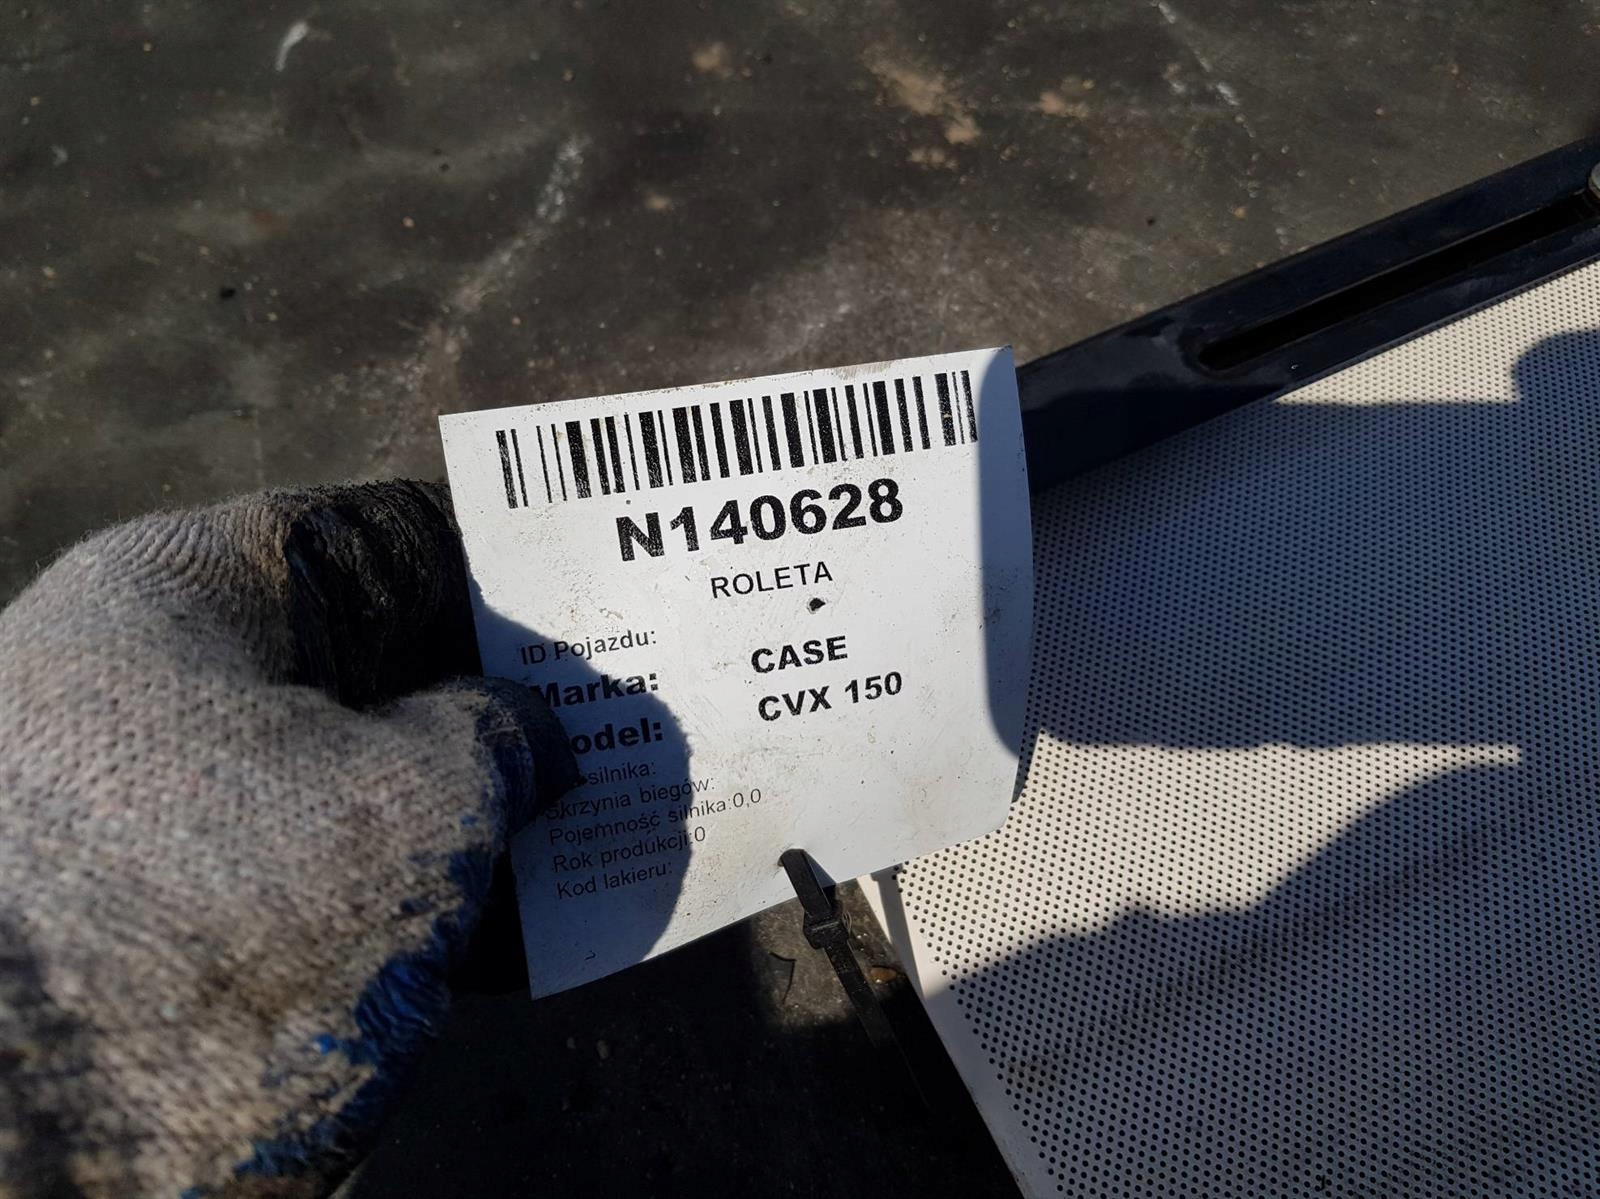 N140628
ROLETA
ID Pojazdu:
Marka: CASE
Model: CVX 150
silnika:
Skrzynia biegów:
Pojemność silnika:0,0
Rok produkcji:0
Kod lakieru: